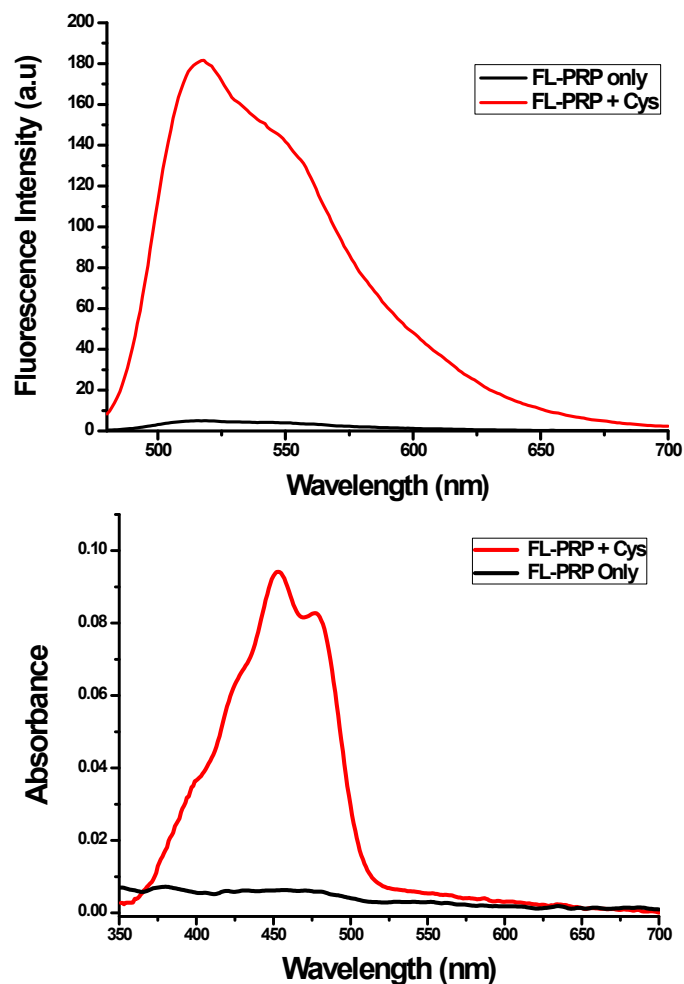 200
180
160
140
120
100
80
60
40
20
0
Fluorescence Intensity (a.u)
FL-PRP only
FL-PRP + Cys
500 550 600 650 700
Wavelength (nm)
0.10
0.08
0.06
0.04
0.02
0.00
Absorbance
FL-PRP + Cys
FL-PRP Only
350 400 450 500 550 600 650 700
Wavelength (nm)